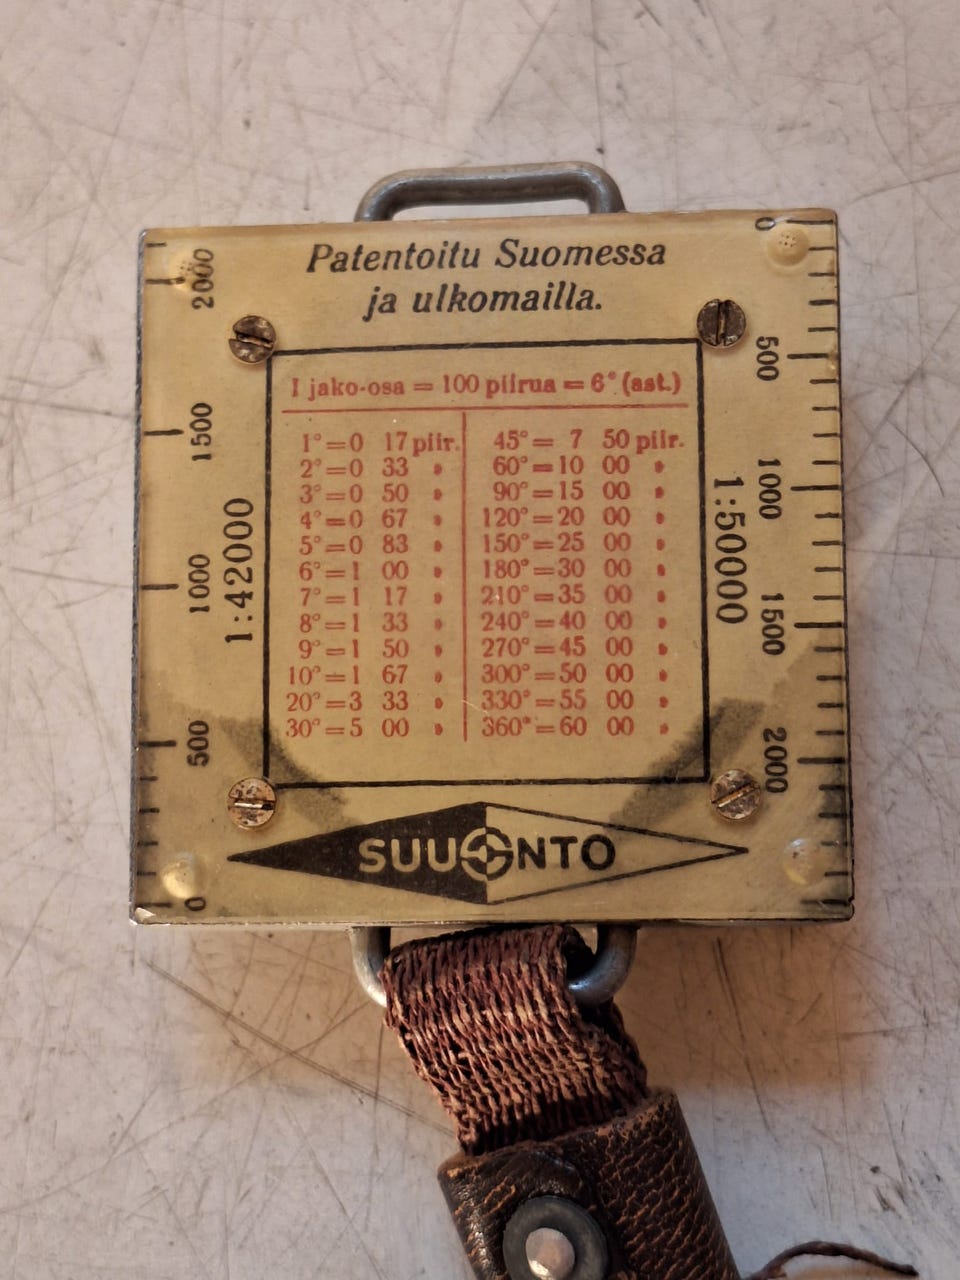 Patentoitu Suomessa
ja ulkomailla.
1 jako-osa = 100 piirua = 6° (ast.)
1° = 0 17 piir.
2° = 0 33 "
3° = 0 50 "
4° = 0 67 "
5° = 0 83 "
6° = 1 00 "
7° = 1 17 "
8° = 1 33 "
9° = 1 50 "
10° = 1 67 "
20° = 3 33 "
30° = 5 00 "
45° = 7 50 piir.
60° = 10 00 "
90° = 15 00 "
120° = 20 00 "
150° = 25 00 "
180° = 30 00 "
210° = 35 00 "
240° = 40 00 "
270° = 45 00 "
300° = 50 00 "
330° = 55 00 "
360° = 60 00 "
0 500 1000 1500 2000
1:42000
1:50000
0 500 1000 1500 2000
SUUNTO